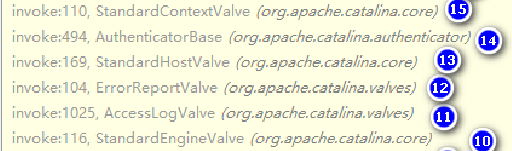 invoke:110, StandardContextValve (org.apache.catalina.core) 15
invoke:494, AuthenticatorBase (org.apache.catalina.authenticator) 14
invoke:169, StandardHostValve (org.apache.catalina.core) 13
invoke:104, ErrorReportValve (org.apache.catalina.valves) 12
invoke:1025, AccessLogValve (org.apache.catalina.valves) 11
invoke:116, StandardEngineValve (org.apache.catalina.core) 10